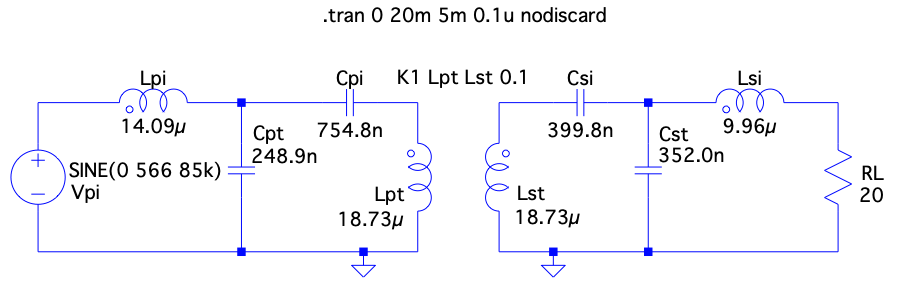 .tran 0 20m 5m 0.1u nodiscard
Lpi
Cpi
K1 Lpt Lst 0.1
Csi
Lsi
14.09µ
Cpt
754.8n
399.8n
Cst
9.96µ
248.9n
352.0n
+
SINE(0 566 85k)
Vpi
Lpt
Lst
RL
18.73µ
18.73µ
20